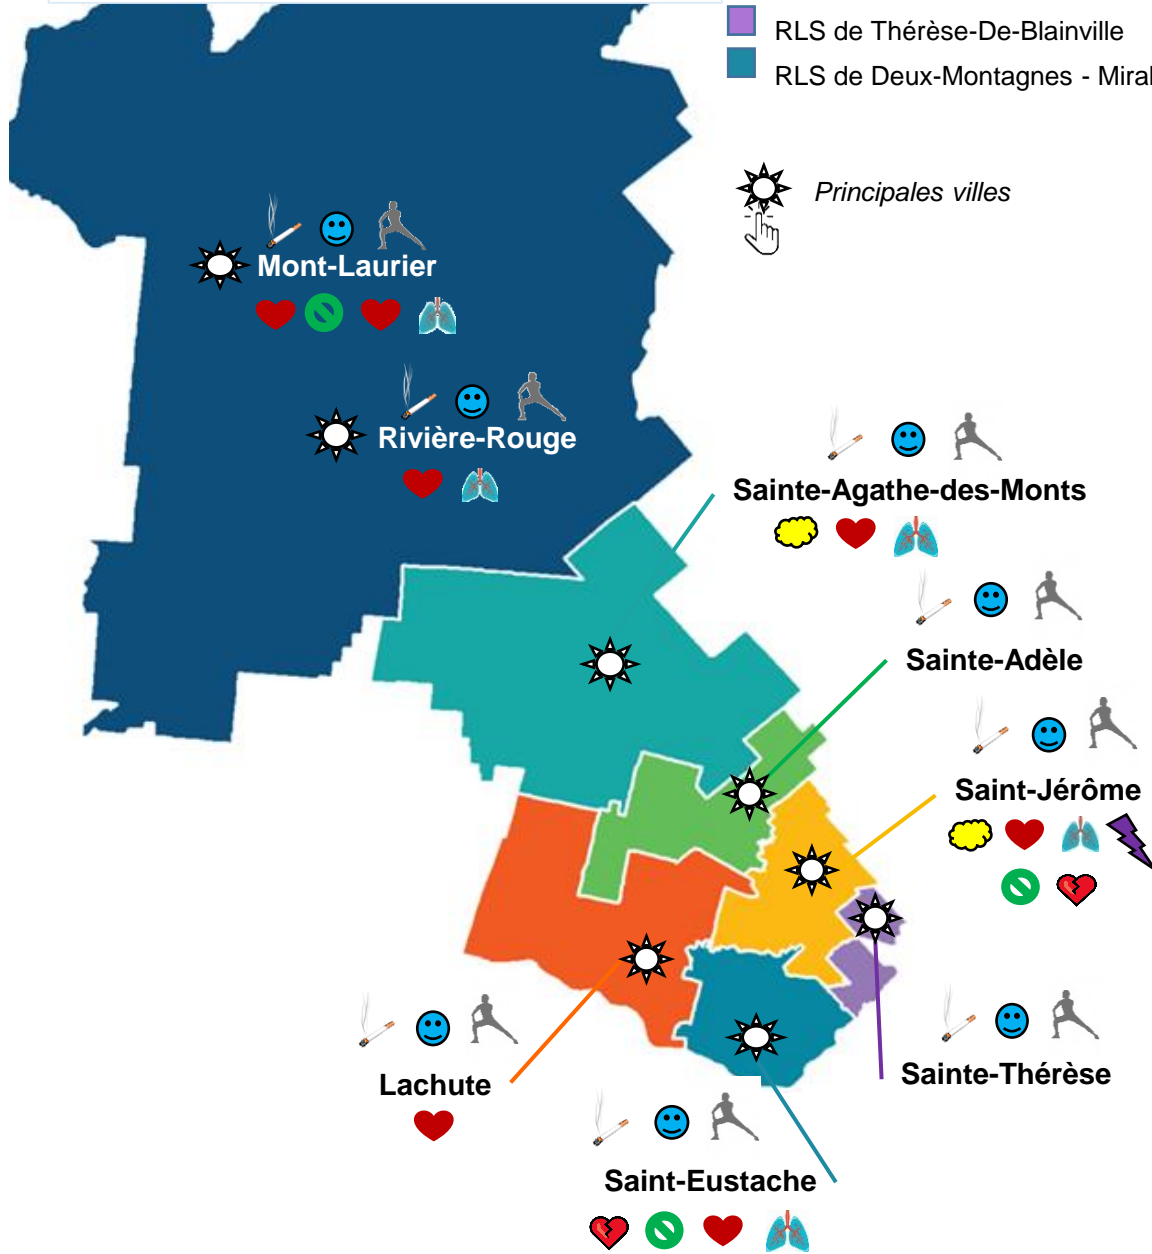 RLS de Thérèse-De-Blainville
RLS de Deux-Montagnes - Miral
Principales villes
Mont-Laurier
Rivière-Rouge
Sainte-Agathe-des-Monts
Sainte-Adèle
Saint-Jérôme
Sainte-Thérèse
Lachute
Saint-Eustache